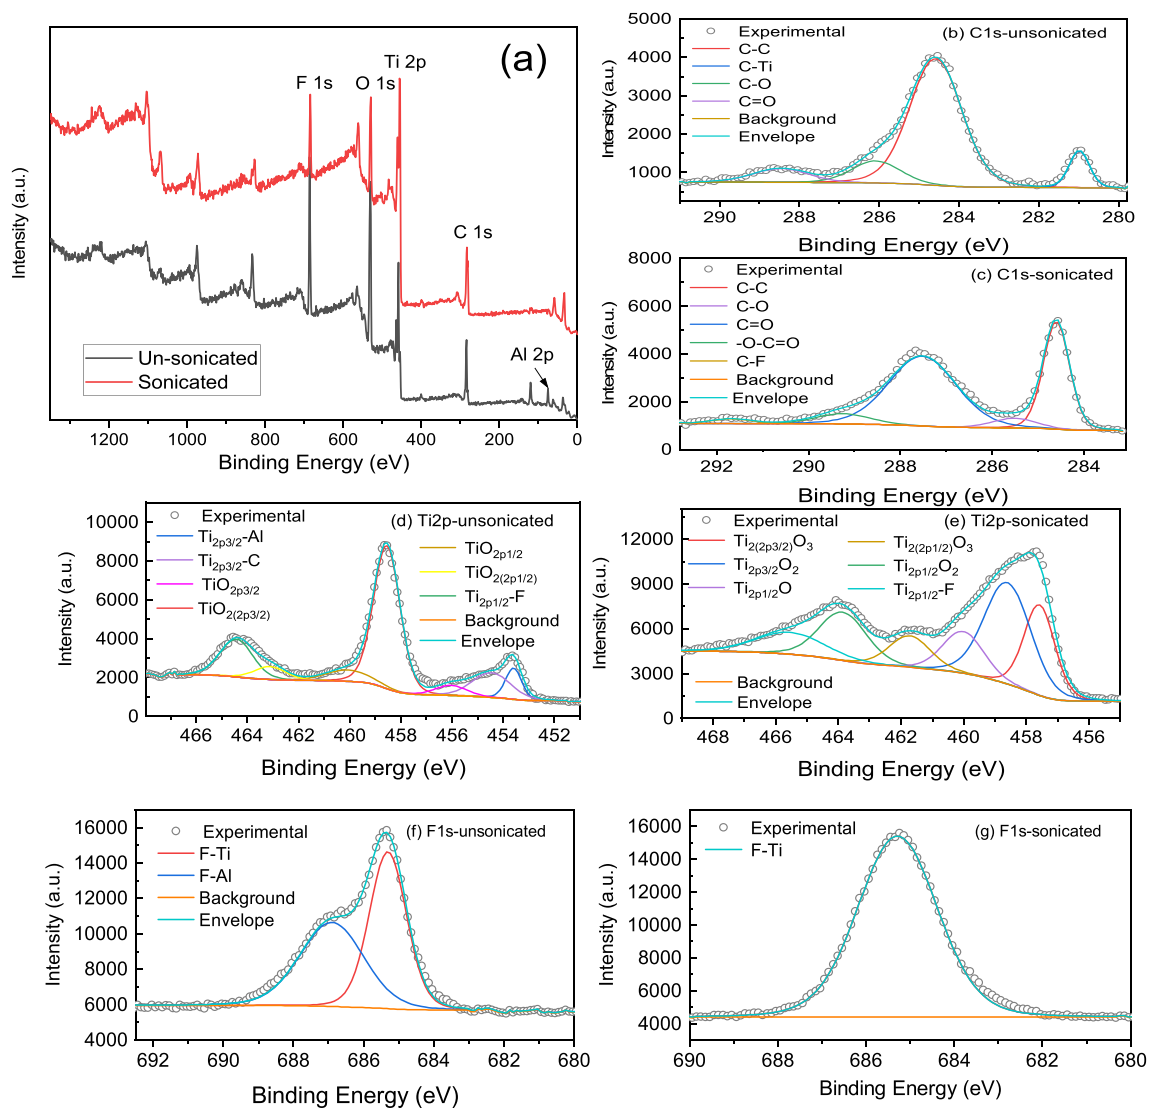 (a)
Ti 2p
F 1s
O 1s
C 1s
Al 2p
Un-sonicated
Sonicated
Intensity (a.u.)
1200 1000 800 600 400 200 0
Binding Energy (eV)
5000
4000
3000
2000
1000
Intensity (a.u.)
Experimental
(b) C1s-unsonicated
C-C
C-Ti
C-O
C=O
Background
Envelope
290 288 286 284 282 280
Binding Energy (eV)
8000
6000
4000
2000
0
Intensity (a.u.)
Experimental
(c) C1s-sonicated
C-C
C-O
C=O
-O-C=O
C-F
Background
Envelope
292 290 288 286 284
Binding Energy (eV)
10000
8000
6000
4000
2000
0
Intensity (a.u.)
Experimental
(d) Ti2p-unsonicated
Ti2p3/2-Al
Ti2p3/2-C
TiO2p3/2
TiO2(2p3/2)
TiO2p1/2
TiO2(2p1/2)
Ti2p1/2-F
Background
Envelope
466 464 462 460 458 456 454 452
Binding Energy (eV)
12000
9000
6000
3000
0
Intensity (a.u.)
Experimental
(e) Ti2p-sonicated
Ti2(2p3/2)O3
Ti2p3/2O2
Ti2p1/2O
Ti2(2p1/2)O3
Ti2p1/2O2
Ti2p1/2-F
Background
Envelope
468 466 464 462 460 458 456
Binding Energy (eV)
16000
14000
12000
10000
8000
6000
4000
Intensity (a.u.)
Experimental
(f) F1s-unsonicated
F-Ti
F-Al
Background
Envelope
692 690 688 686 684 682 680
Binding Energy (eV)
16000
14000
12000
10000
8000
6000
4000
Intensity (a.u.)
Experimental
(g) F1s-sonicated
F-Ti
690 688 686 684 682 680
Binding Energy (eV)